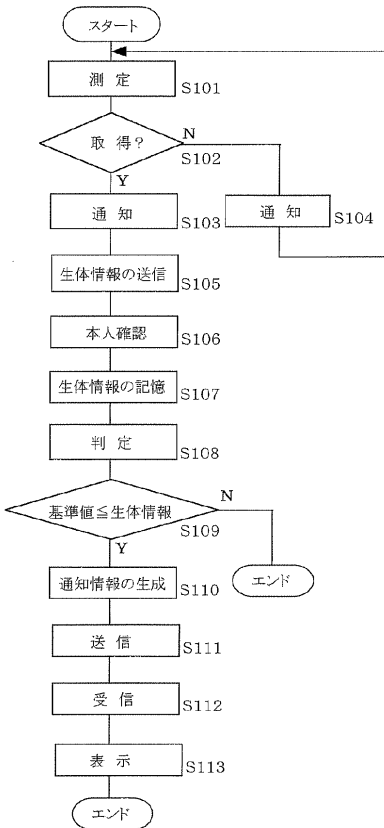 スタート
測 定
S101
取 得?
N
S102
Y
通 知
S103
通 知
S104
生体情報の送信
S105
本人確認
S106
生体情報の記憶
S107
判 定
S108
基準値≦生体情報
N
S109
Y
エンド
通知情報の生成
S110
送 信
S111
受 信
S112
表 示
S113
エンド